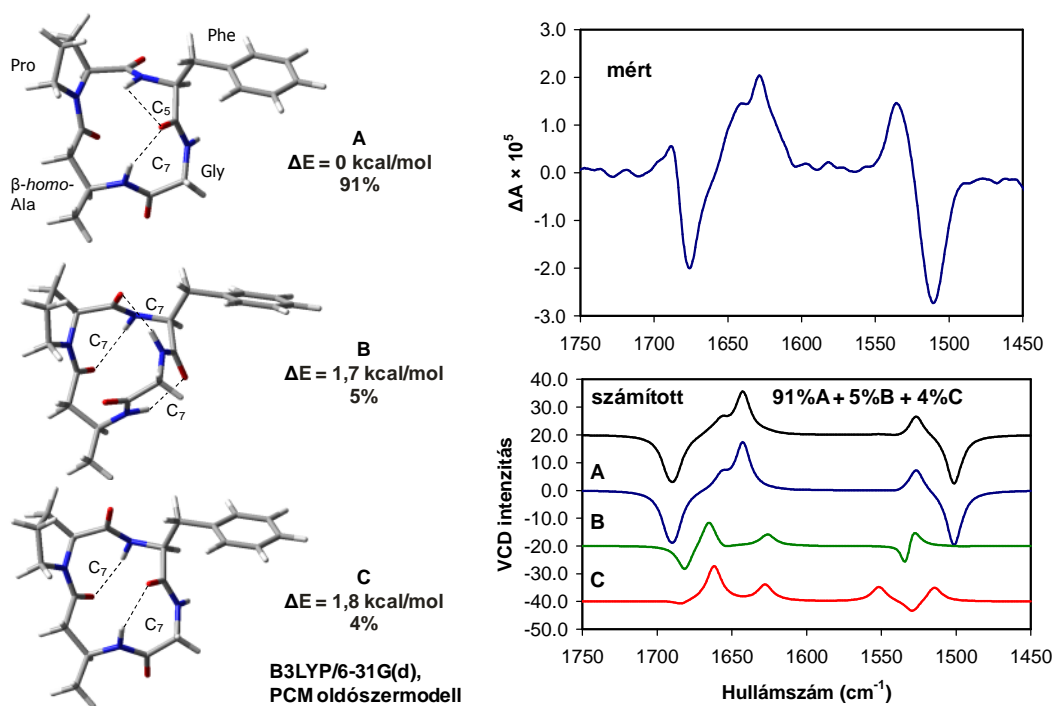 Pro
Phe
C5
C7
Gly
β-homo-
Ala
A
ΔE = 0 kcal/mol
91%
C7
C7
C7
B
ΔE = 1,7 kcal/mol
5%
C7
C7
C
ΔE = 1,8 kcal/mol
4%
B3LYP/6-31G(d),
PCM oldószermodell
mért
ΔA × 10⁵
3.0
2.0
1.0
0.0
-1.0
-2.0
-3.0
1750 1700 1650 1600 1550 1500 1450
számított
91%A + 5%B + 4%C
A
B
C
VCD intenzítás
40.0
30.0
20.0
10.0
0.0
-10.0
-20.0
-30.0
-40.0
-50.0
1750 1700 1650 1600 1550 1500 1450
Hullámszám (cm⁻¹)